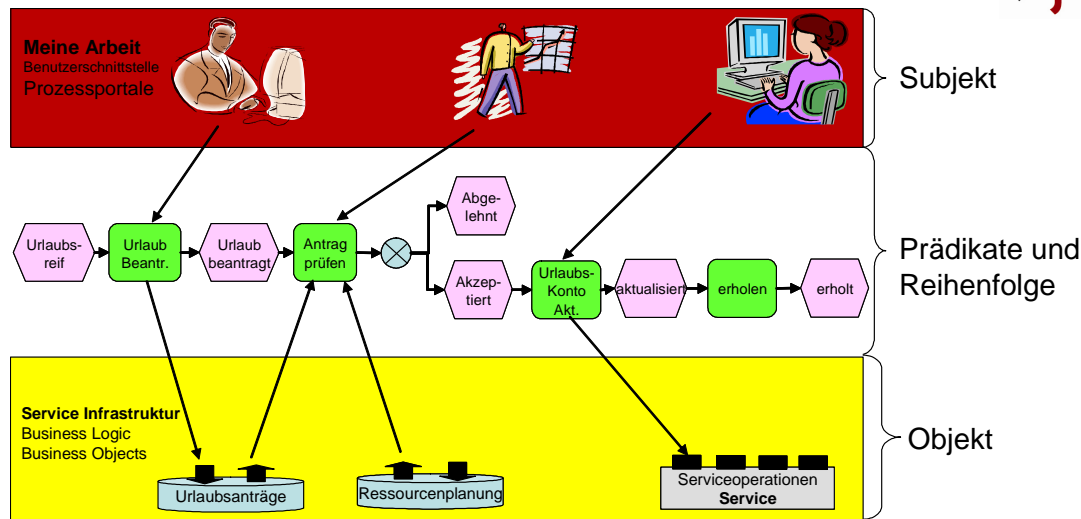 Meine Arbeit
Benutzerschnittstelle
Prozessportale
Subjekt
Urlaubs-
reif
Urlaub
Beantr.
Urlaub
beantragt
Antrag
prüfen
Abge-
lehnt
Akzep-
tiert
Urlaubs-
Konto
Akt.
aktualisiert
erholen
erholt
Prädikate und
Reihenfolge
Service Infrastruktur
Business Logic
Business Objects
Urlaubsanträge
Ressourcenplanung
Serviceoperationen
Service
Objekt